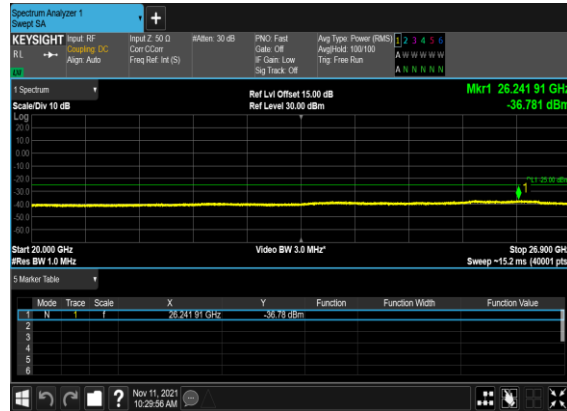 Spectrum Analyzer 1
Swept SA
+
KEYSIGHT Input: RF Input Z: 50 Ω #Atten: 30 dB PNO: Fast Avg Type: Power (RMS) 1 2 3 4 5 6
RL Coupling: DC Corr CCorr Gate: Off Avg|Hold: 100/100 A W W W W W
Align: Auto Freq Ref: Int (S) IF Gain: Low Trig: Free Run
Sig Track: Off A N N N N N
1 Spectrum Ref Lvl Offset 15.00 dB Mkr1 26.241 91 GHz
Scale/Div 10 dB Ref Level 30.00 dBm -36.781 dBm
Log
20.0
10.0
0.00
-10.0
-20.0
DL1 -25.00 dBm
1
-30.0
-40.0
-50.0
-60.0
Start 20.000 GHz Video BW 3.0 MHz* Stop 26.900 GHz
#Res BW 1.0 MHz Sweep ~15.2 ms (40001 pts)
5 Marker Table
Mode Trace Scale X Y Function Function Width Function Value
1 N 1 f 26.241 91 GHz -36.78 dBm
2
3
4
5
6
? Nov 11, 2021
10:29:56 AM